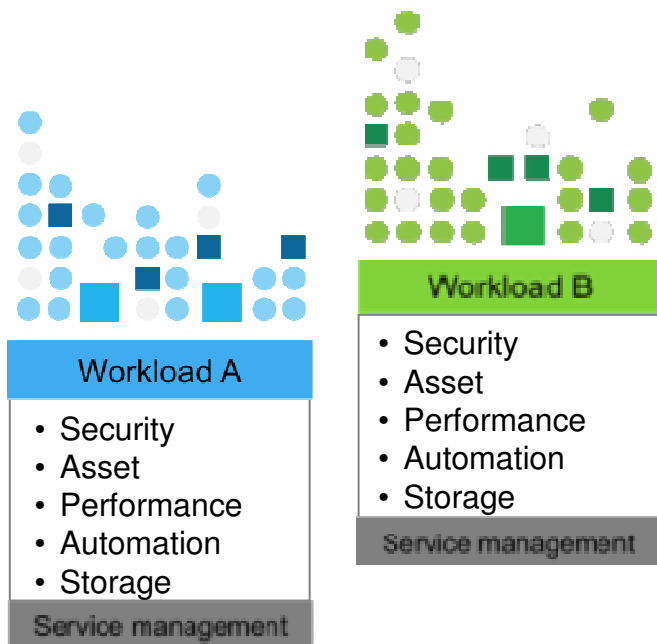 Workload A
• Security
• Asset
• Performance
• Automation
• Storage
Service management
Workload B
• Security
• Asset
• Performance
• Automation
• Storage
Service management